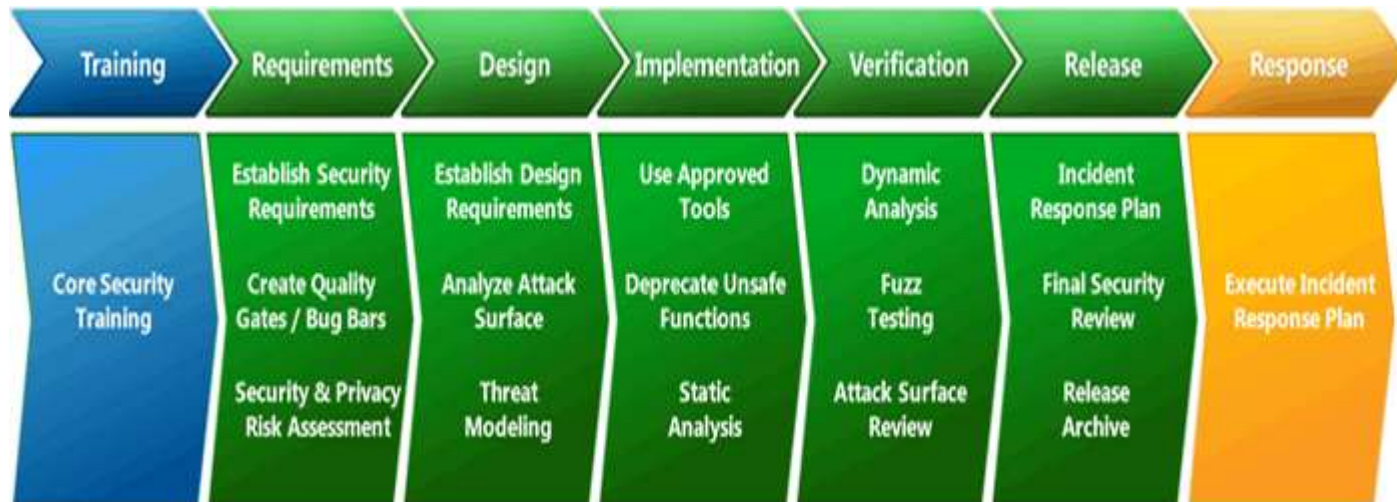 Training
Requirements
Design
Implementation
Verification
Release
Response
Core Security
Training
Establish Security
Requirements
Create Quality
Gates / Bug Bars
Security & Privacy
Risk Assessment
Establish Design
Requirements
Analyze Attack
Surface
Threat
Modeling
Use Approved
Tools
Deprecate Unsafe
Functions
Static
Analysis
Dynamic
Analysis
Fuzz
Testing
Attack Surface
Review
Incident
Response Plan
Final Security
Review
Release
Archive
Execute Incident
Response Plan